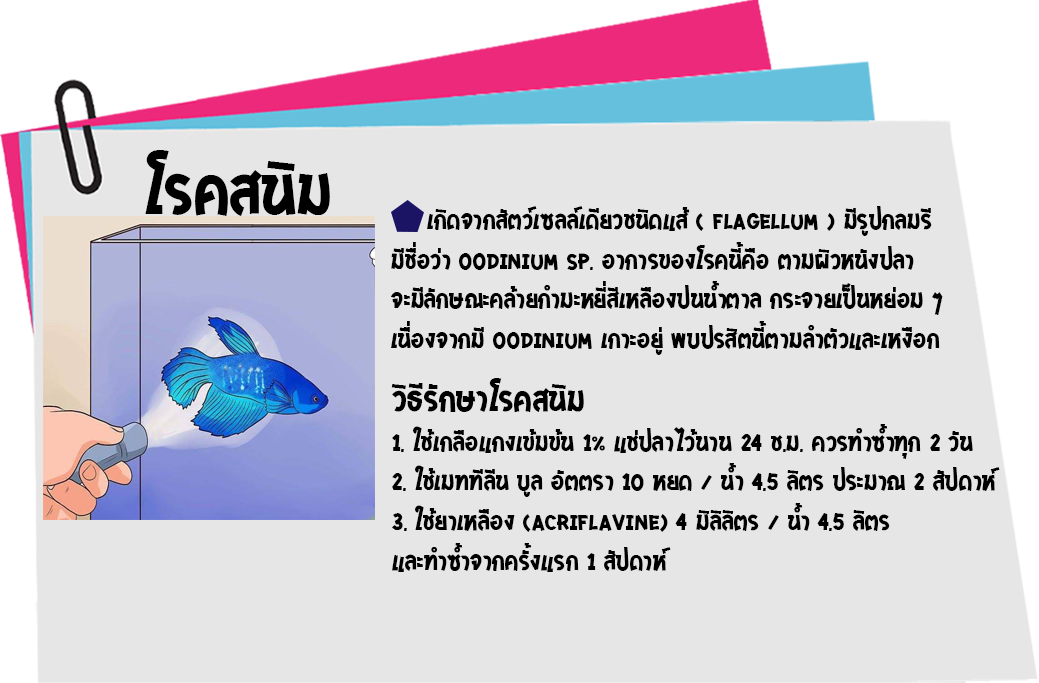 โรคสนิม
เกิดจากสัตว์เซลล์เดียวชนิดแส้ ( FLAGELLUM ) มีรูปกลมรี
มีชื่อว่า OODINIUM SP. อาการของโรคนี้คือ ตามผิวหนังปลา
จะมีลักษณะคล้ายกำมะหยี่สีเหลืองปนน้ำตาล กระจายเป็นหย่อม ๆ
เนื่องจากมี OODINIUM เกาะอยู่ พบปรสิตนี้ตามลำตัวและเหงือก
วิธีรักษาโรคสนิม
1. ใช้เกลือแกงเข้มข้น 1% แช่ปลาไว้นาน 24 ช.ม. ควรทำซ้ำทุก 2 วัน
2. ใช้เมททีลีน บูล อัตตรา 10 หยด / น้ำ 4.5 ลิตร ประมาณ 2 สัปดาห์
3. ใช้ยาเหลือง (ACRIFLAVINE) 4 มิลิลิตร / น้ำ 4.5 ลิตร
และทำซ้ำจากครั้งแรก 1 สัปดาห์